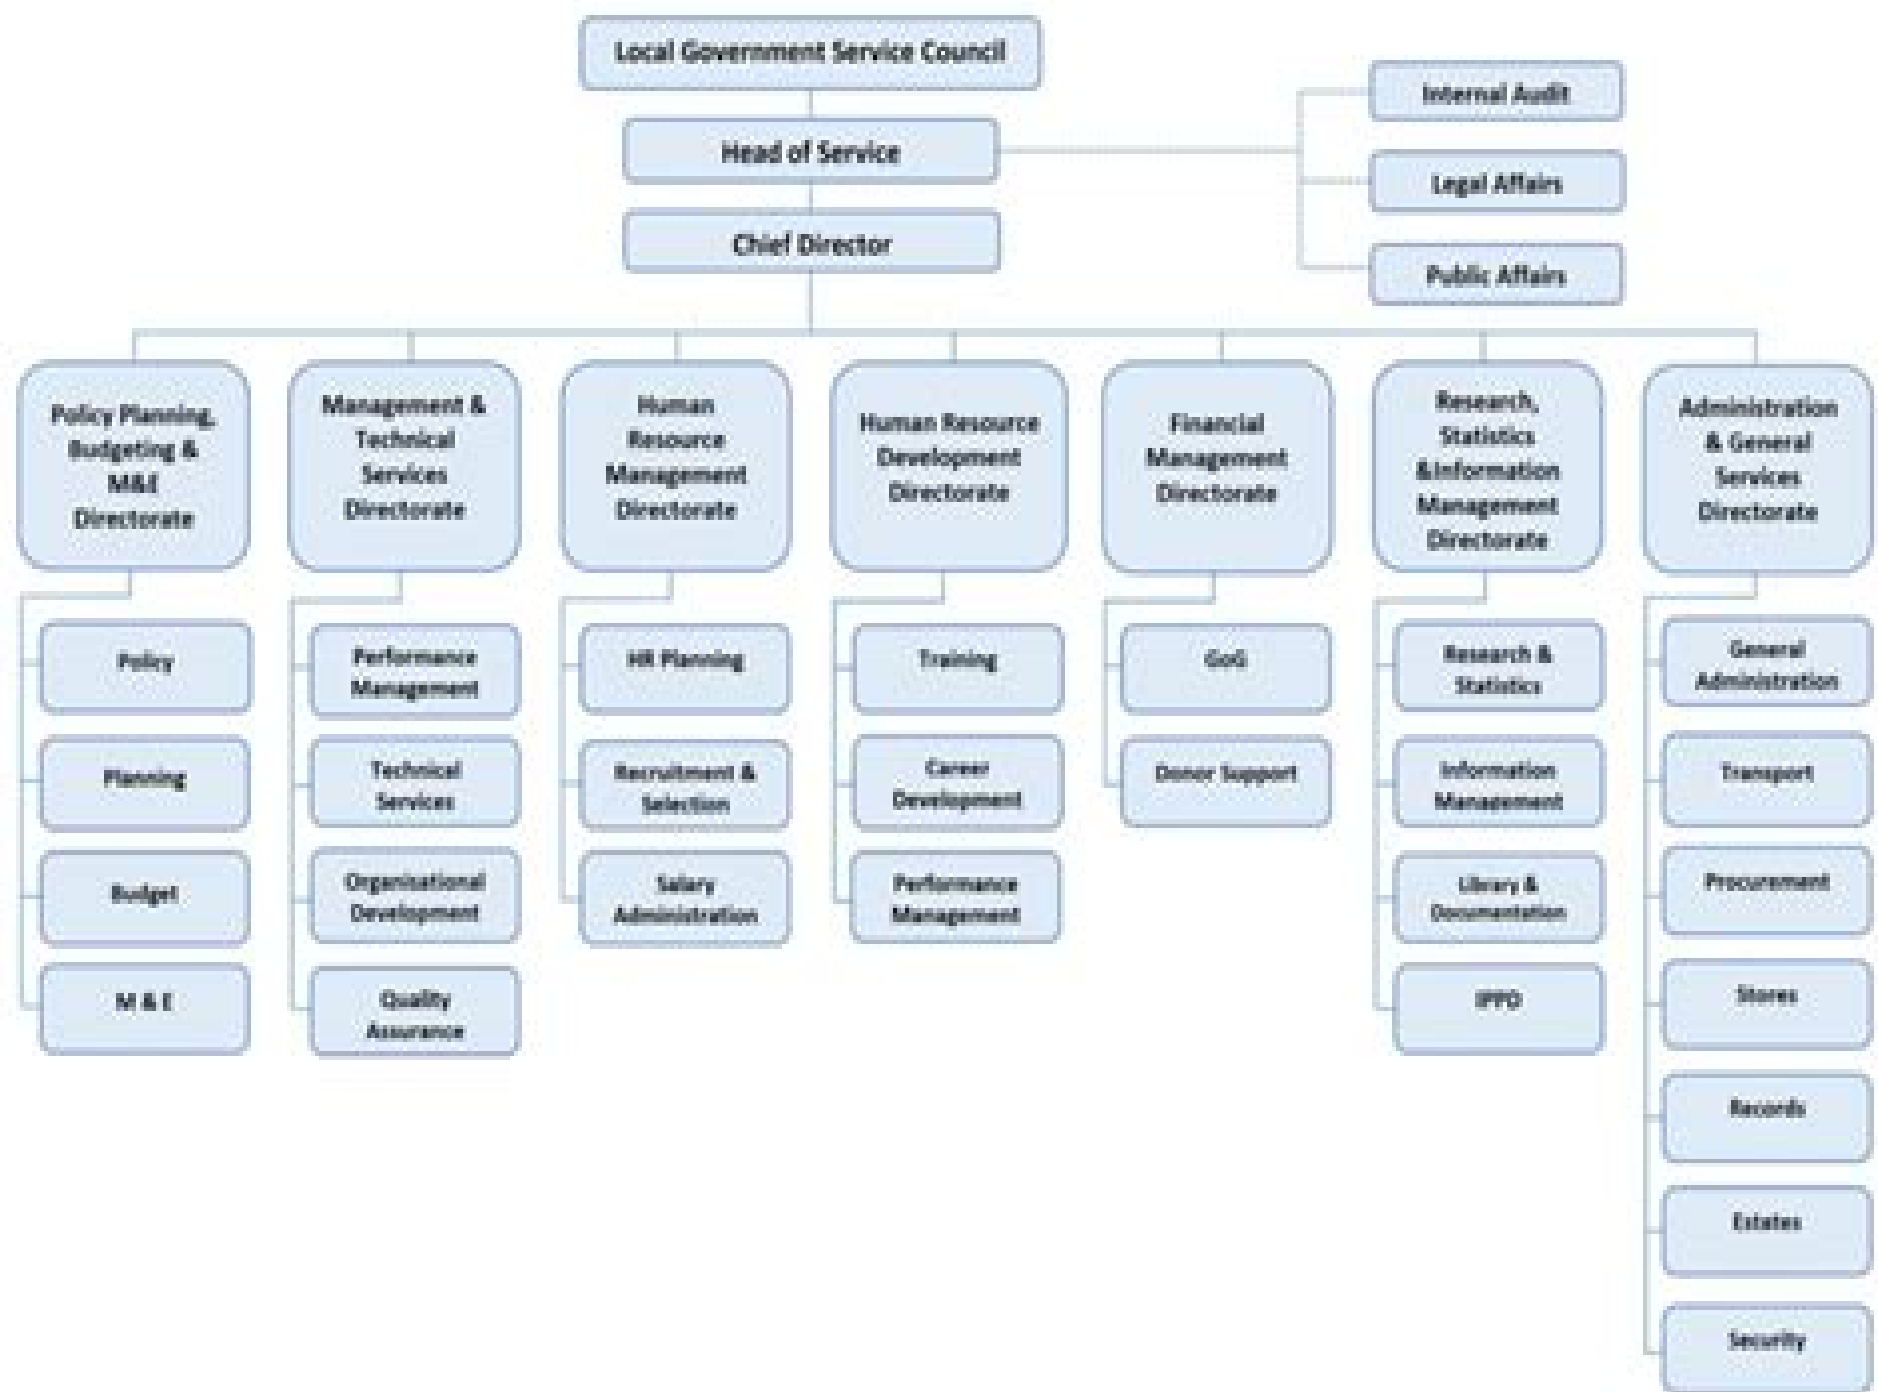 Local Government Service Council
Head of Service
Chief Director
Internal Audit
Legal Affairs
Public Affairs
Policy Planning,
Budgeting &
M&E
Directorate
Policy
Planning
Budget
M & E
Management &
Technical
Services
Directorate
Performance
Management
Technical
Services
Organisational
Development
Quality
Assurance
Human
Resource
Management
Directorate
HR Planning
Recruitment &
Selection
Salary
Administration
Human Resource
Development
Directorate
Training
Career
Development
Performance
Management
Financial
Management
Directorate
GoG
Donor Support
Research,
Statistics
&Information
Management
Directorate
Research &
Statistics
Information
Management
Library &
Documentation
Administration
& General
Services
Directorate
General
Administration
Transport
Procurement
Stores
Records
Estates
Security